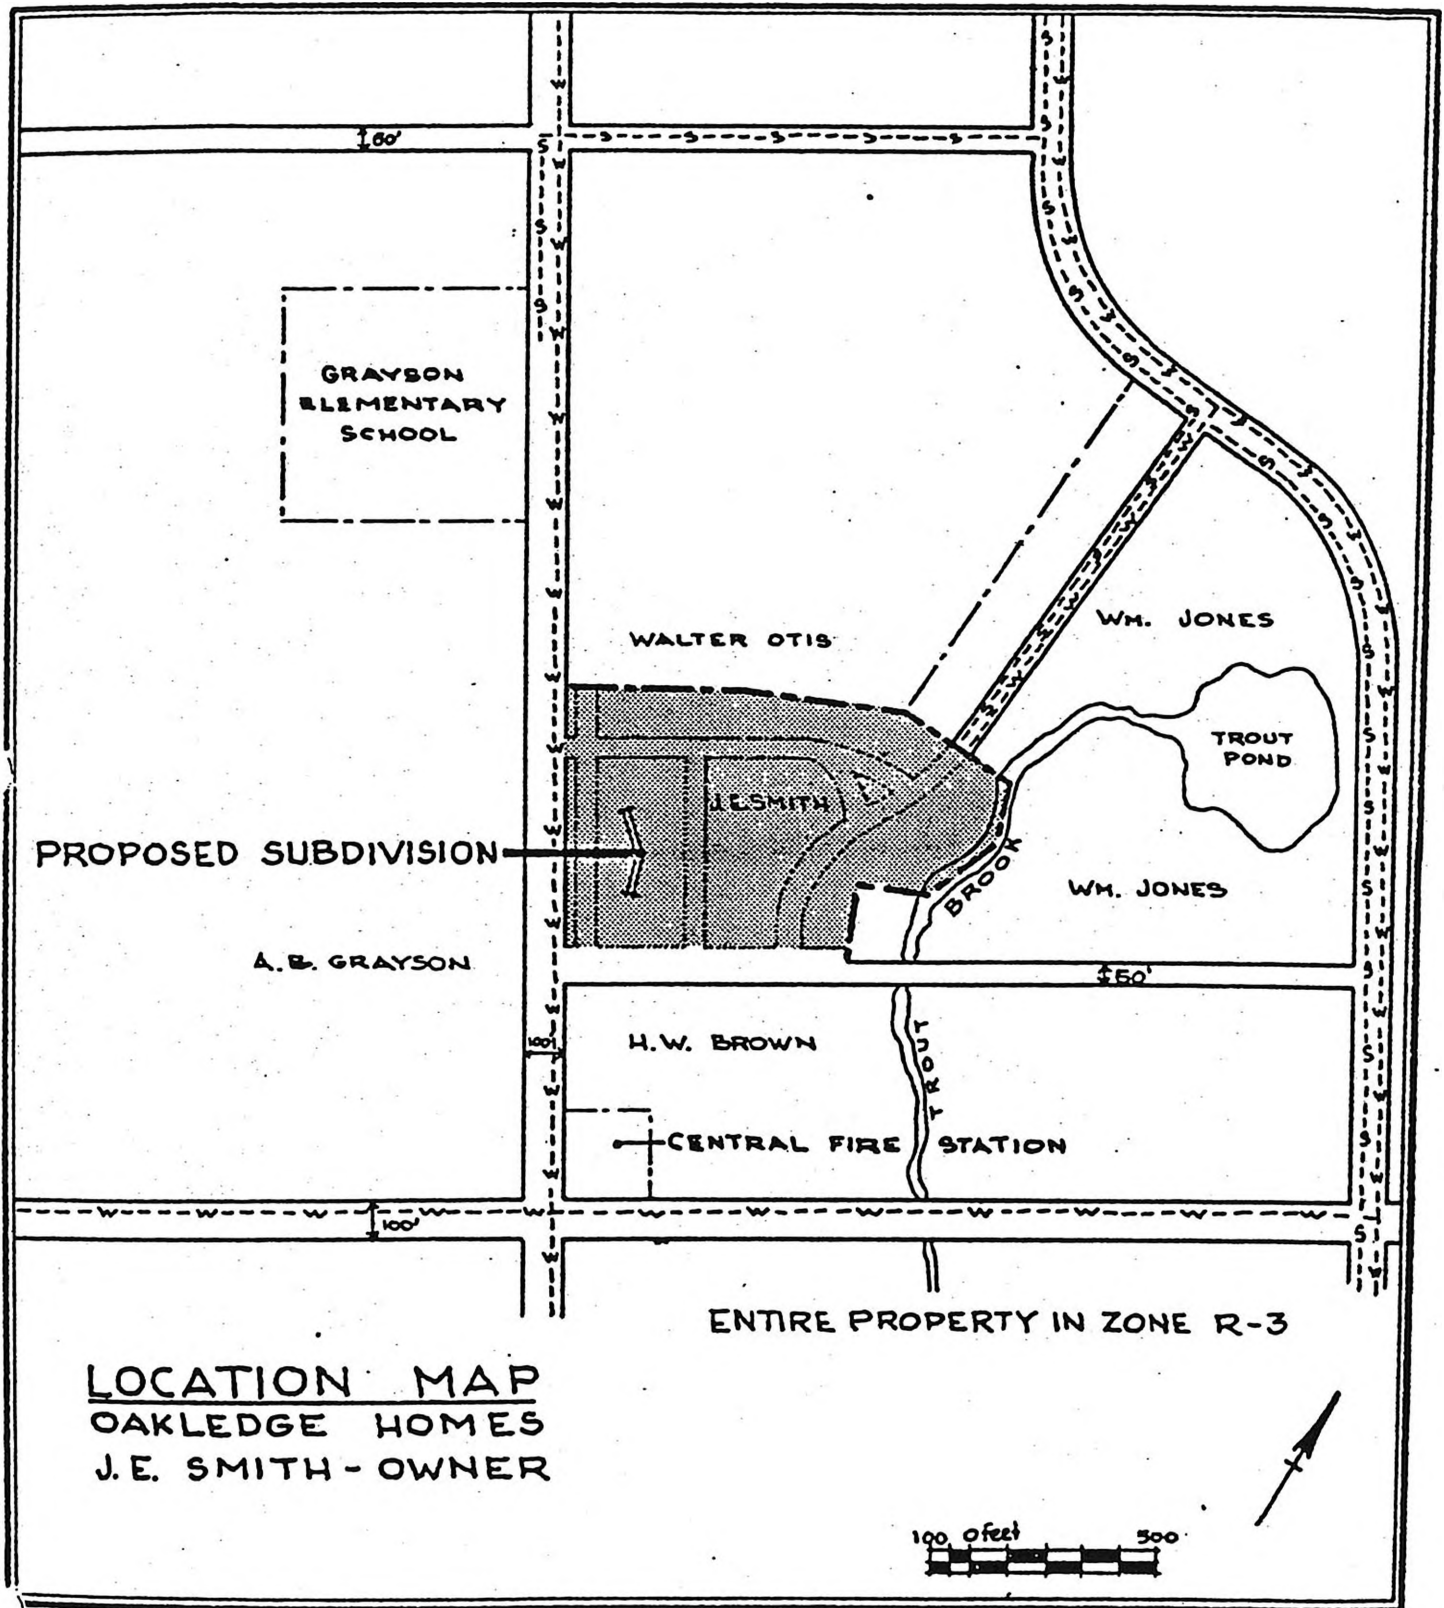 60'
GRAYSON
ELEMENTARY
SCHOOL
WM. JONES
WALTER OTIS
TROUT
POND
J.E. SMITH
PROPOSED SUBDIVISION
BROOK
WM. JONES
A.B. GRAYSON
50'
100'
H.W. BROWN
TROUT
CENTRAL FIRE STATION
100'
ENTIRE PROPERTY IN ZONE R-3
LOCATION MAP
OAKLEDGE HOMES
J.E. SMITH - OWNER
100 0 feet 500